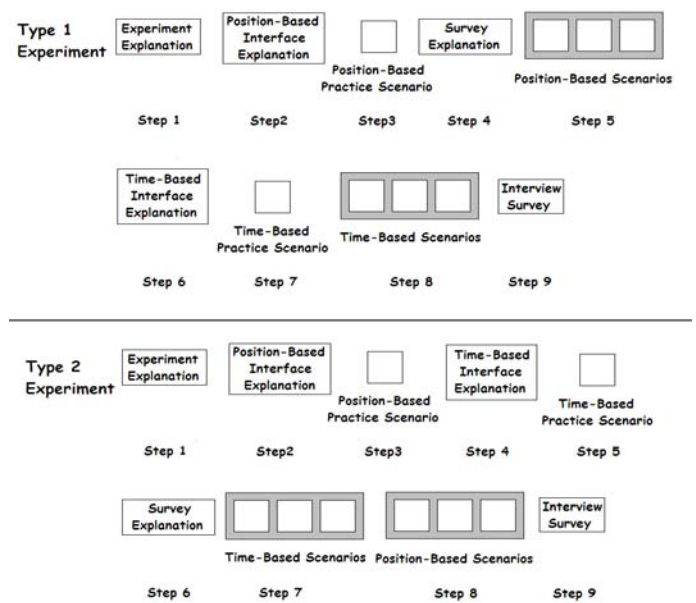 Type 1
Experiment
Experiment
Explanation
Position-Based
Interface
Explanation
Position-Based
Practice Scenario
Survey
Explanation
Position-Based Scenarios
Step 1
Step2
Step3
Step 4
Step 5
Time-Based
Interface
Explanation
Time-Based
Practice Scenario
Time-Based Scenarios
Interview
Survey
Step 6
Step 7
Step 8
Step 9
Type 2
Experiment
Experiment
Explanation
Position-Based
Interface
Explanation
Position-Based
Practice Scenario
Time-Based
Interface
Explanation
Time-Based
Practice Scenario
Step 1
Step2
Step3
Step 4
Step 5
Survey
Explanation
Time-Based Scenarios
Position-Based Scenarios
Interview
Survey
Step 6
Step 7
Step 8
Step 9